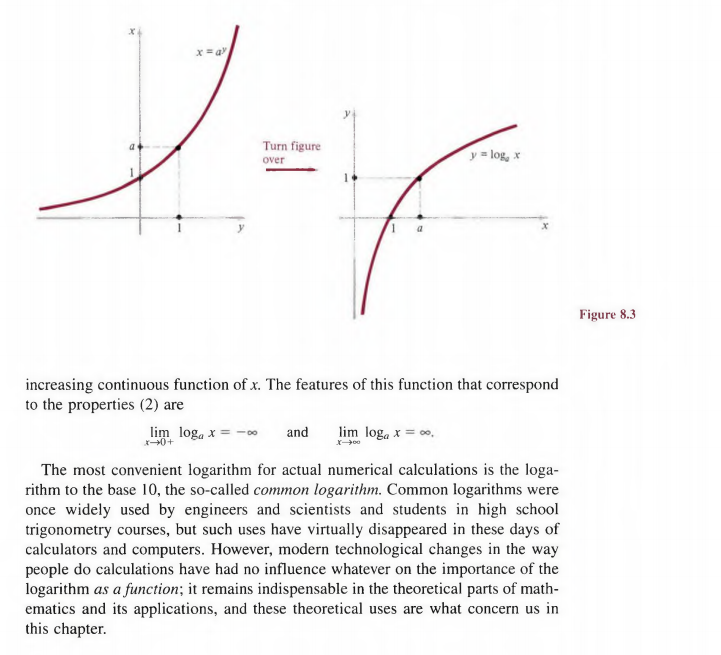 x
x = a^y
a
1
1
y
Turn figure
over
y
1
y = log_a x
1
a
x
Figure 8.3
increasing continuous function of x. The features of this function that correspond
to the properties (2) are
lim_{x→0+} log_a x = −∞ and lim_{x→∞} log_a x = ∞.
The most convenient logarithm for actual numerical calculations is the loga-
rithm to the base 10, the so-called common logarithm. Common logarithms were
once widely used by engineers and scientists and students in high school
trigonometry courses, but such uses have virtually disappeared in these days of
calculators and computers. However, modern technological changes in the way
people do calculations have had no influence whatever on the importance of the
logarithm as a function; it remains indispensable in the theoretical parts of math-
ematics and its applications, and these theoretical uses are what concern us in
this chapter.